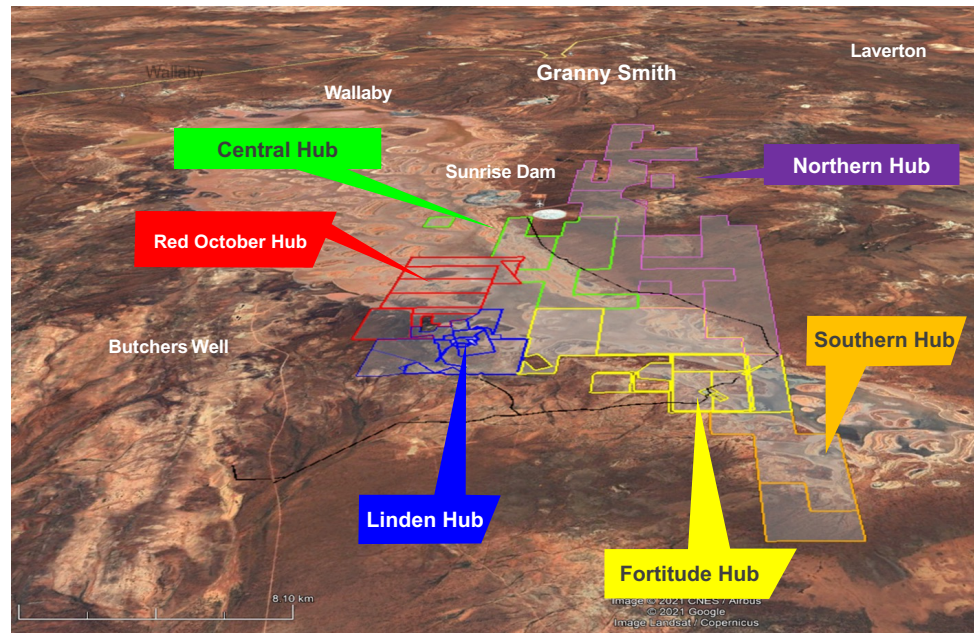 Laverton
Granny Smith
Wallaby
Wallaby
Central Hub
Sunrise Dam
Northern Hub
Red October Hub
Butchers Well
Southern Hub
Linden Hub
Fortitude Hub
8.10 km
Image © 2021 CNES / Airbus
© 2021 Google
Image Landsat / Copernicus